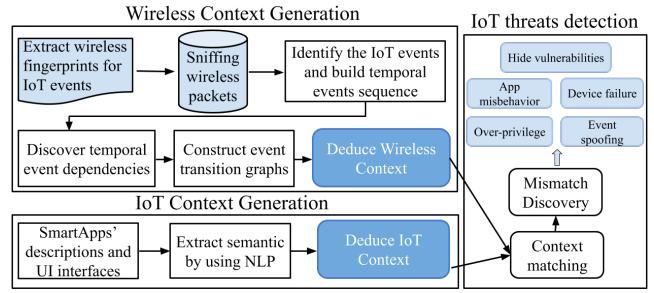 Wireless Context Generation
Extract wireless
fingerprints for
IoT events
Sniffing
wireless
packets
Identify the IoT events
and build temporal
events sequence
Discover temporal
event dependencies
Construct event
transition graphs
Deduce Wireless
Context
IoT Context Generation
SmartApps'
descriptions and
UI interfaces
Extract semantic
by using NLP
Deduce IoT
Context
IoT threats detection
Hide vulnerabilities
App
misbehavior
Device failure
Over-privilege
Event
spoofing
Mismatch
Discovery
Context
matching